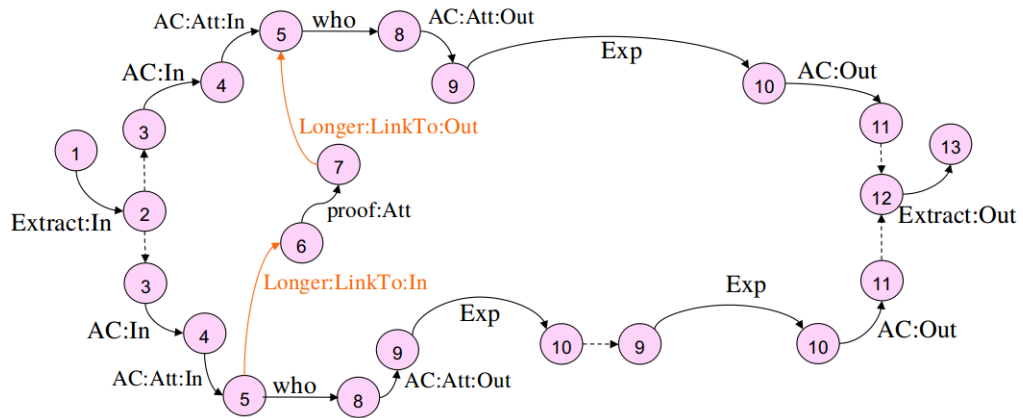 AC:Att:In
who
AC:Att:Out
5
8
Exp
AC:In
4
9
10
AC:Out
3
Longer:LinkTo:Out
11
1
7
13
Extract:In
2
proof:Att
12
Extract:Out
6
3
Longer:LinkTo:In
11
AC:In
4
9
Exp
10
9
Exp
10
AC:Out
AC:Att:In
5
who
8
AC:Att:Out